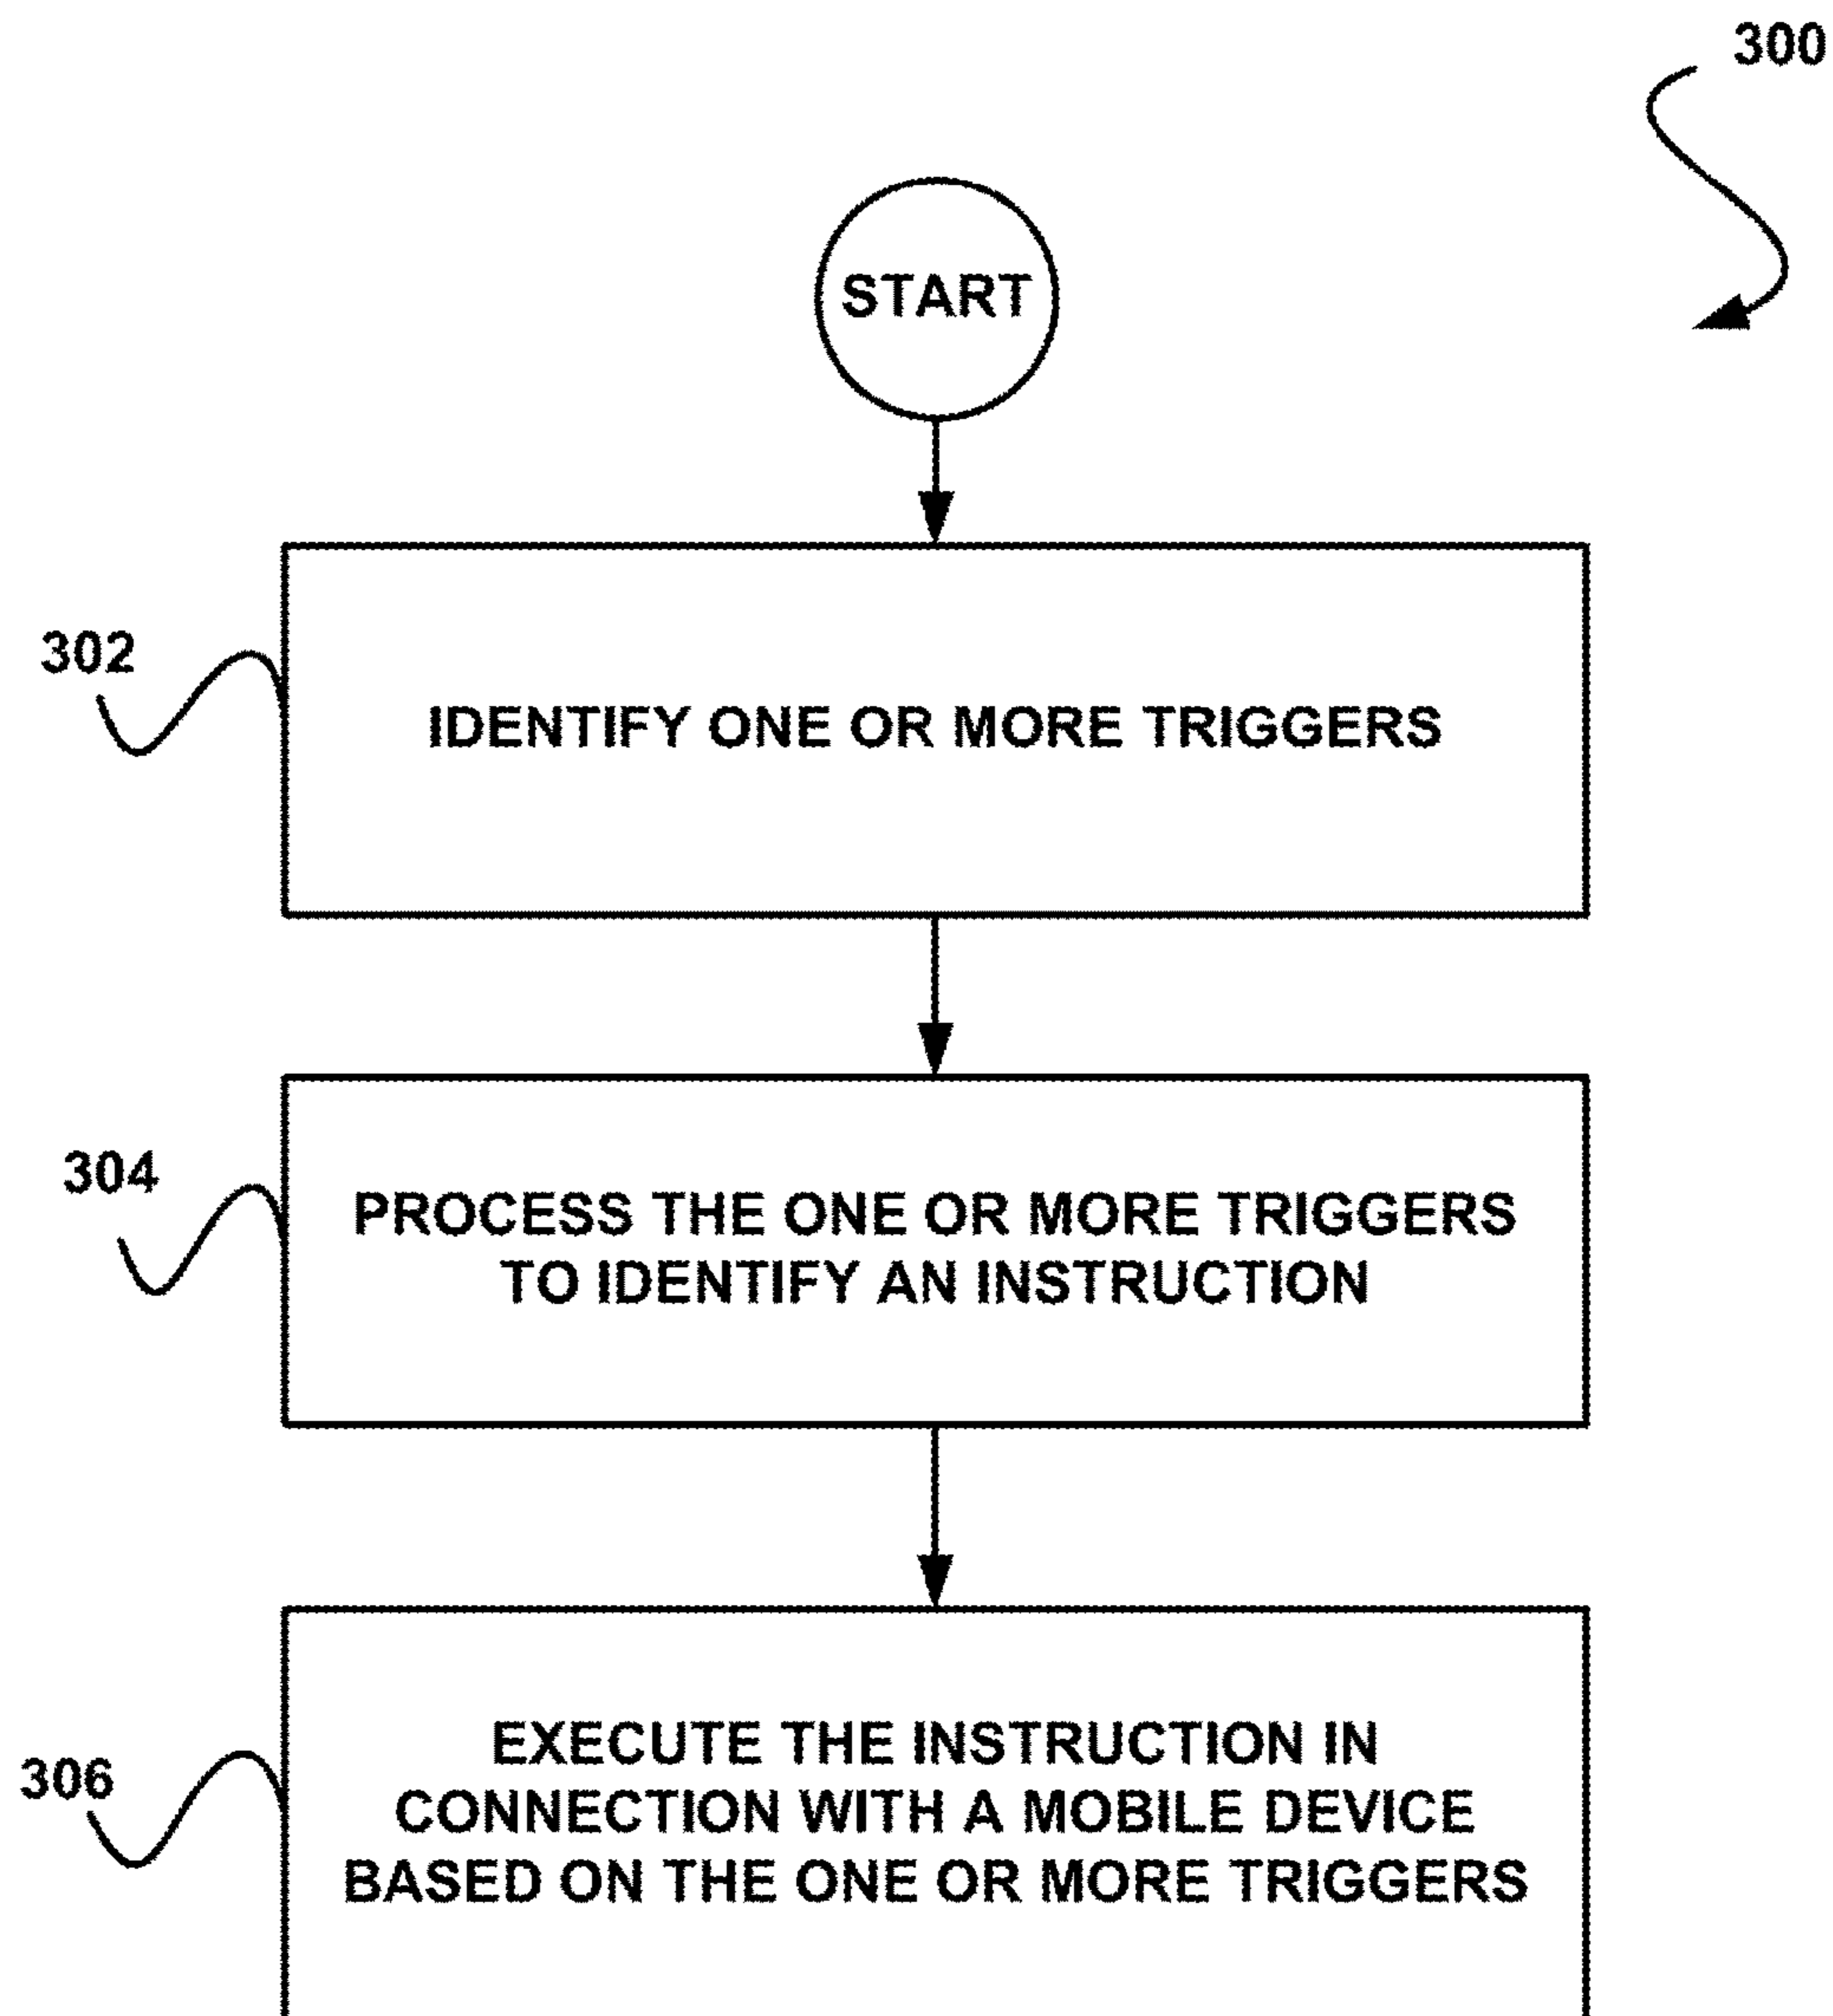 300
START
302
IDENTIFY ONE OR MORE TRIGGERS
304
PROCESS THE ONE OR MORE TRIGGERS
TO IDENTIFY AN INSTRUCTION
306
EXECUTE THE INSTRUCTION IN
CONNECTION WITH A MOBILE DEVICE
BASED ON THE ONE OR MORE TRIGGERS